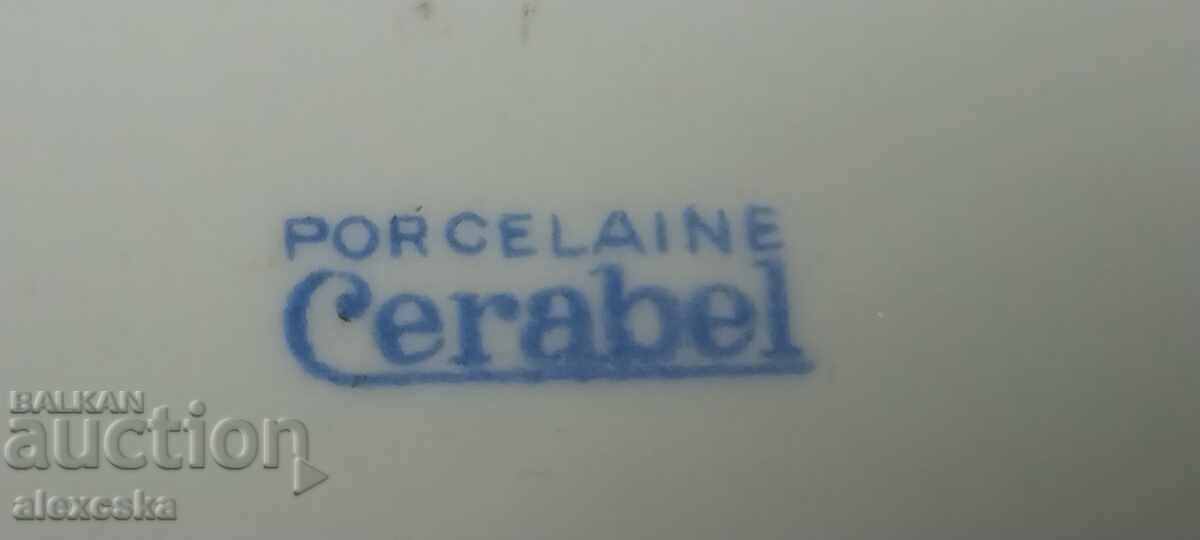 PORCELAINE
Cerabel
BALKAN
auction
alexcska